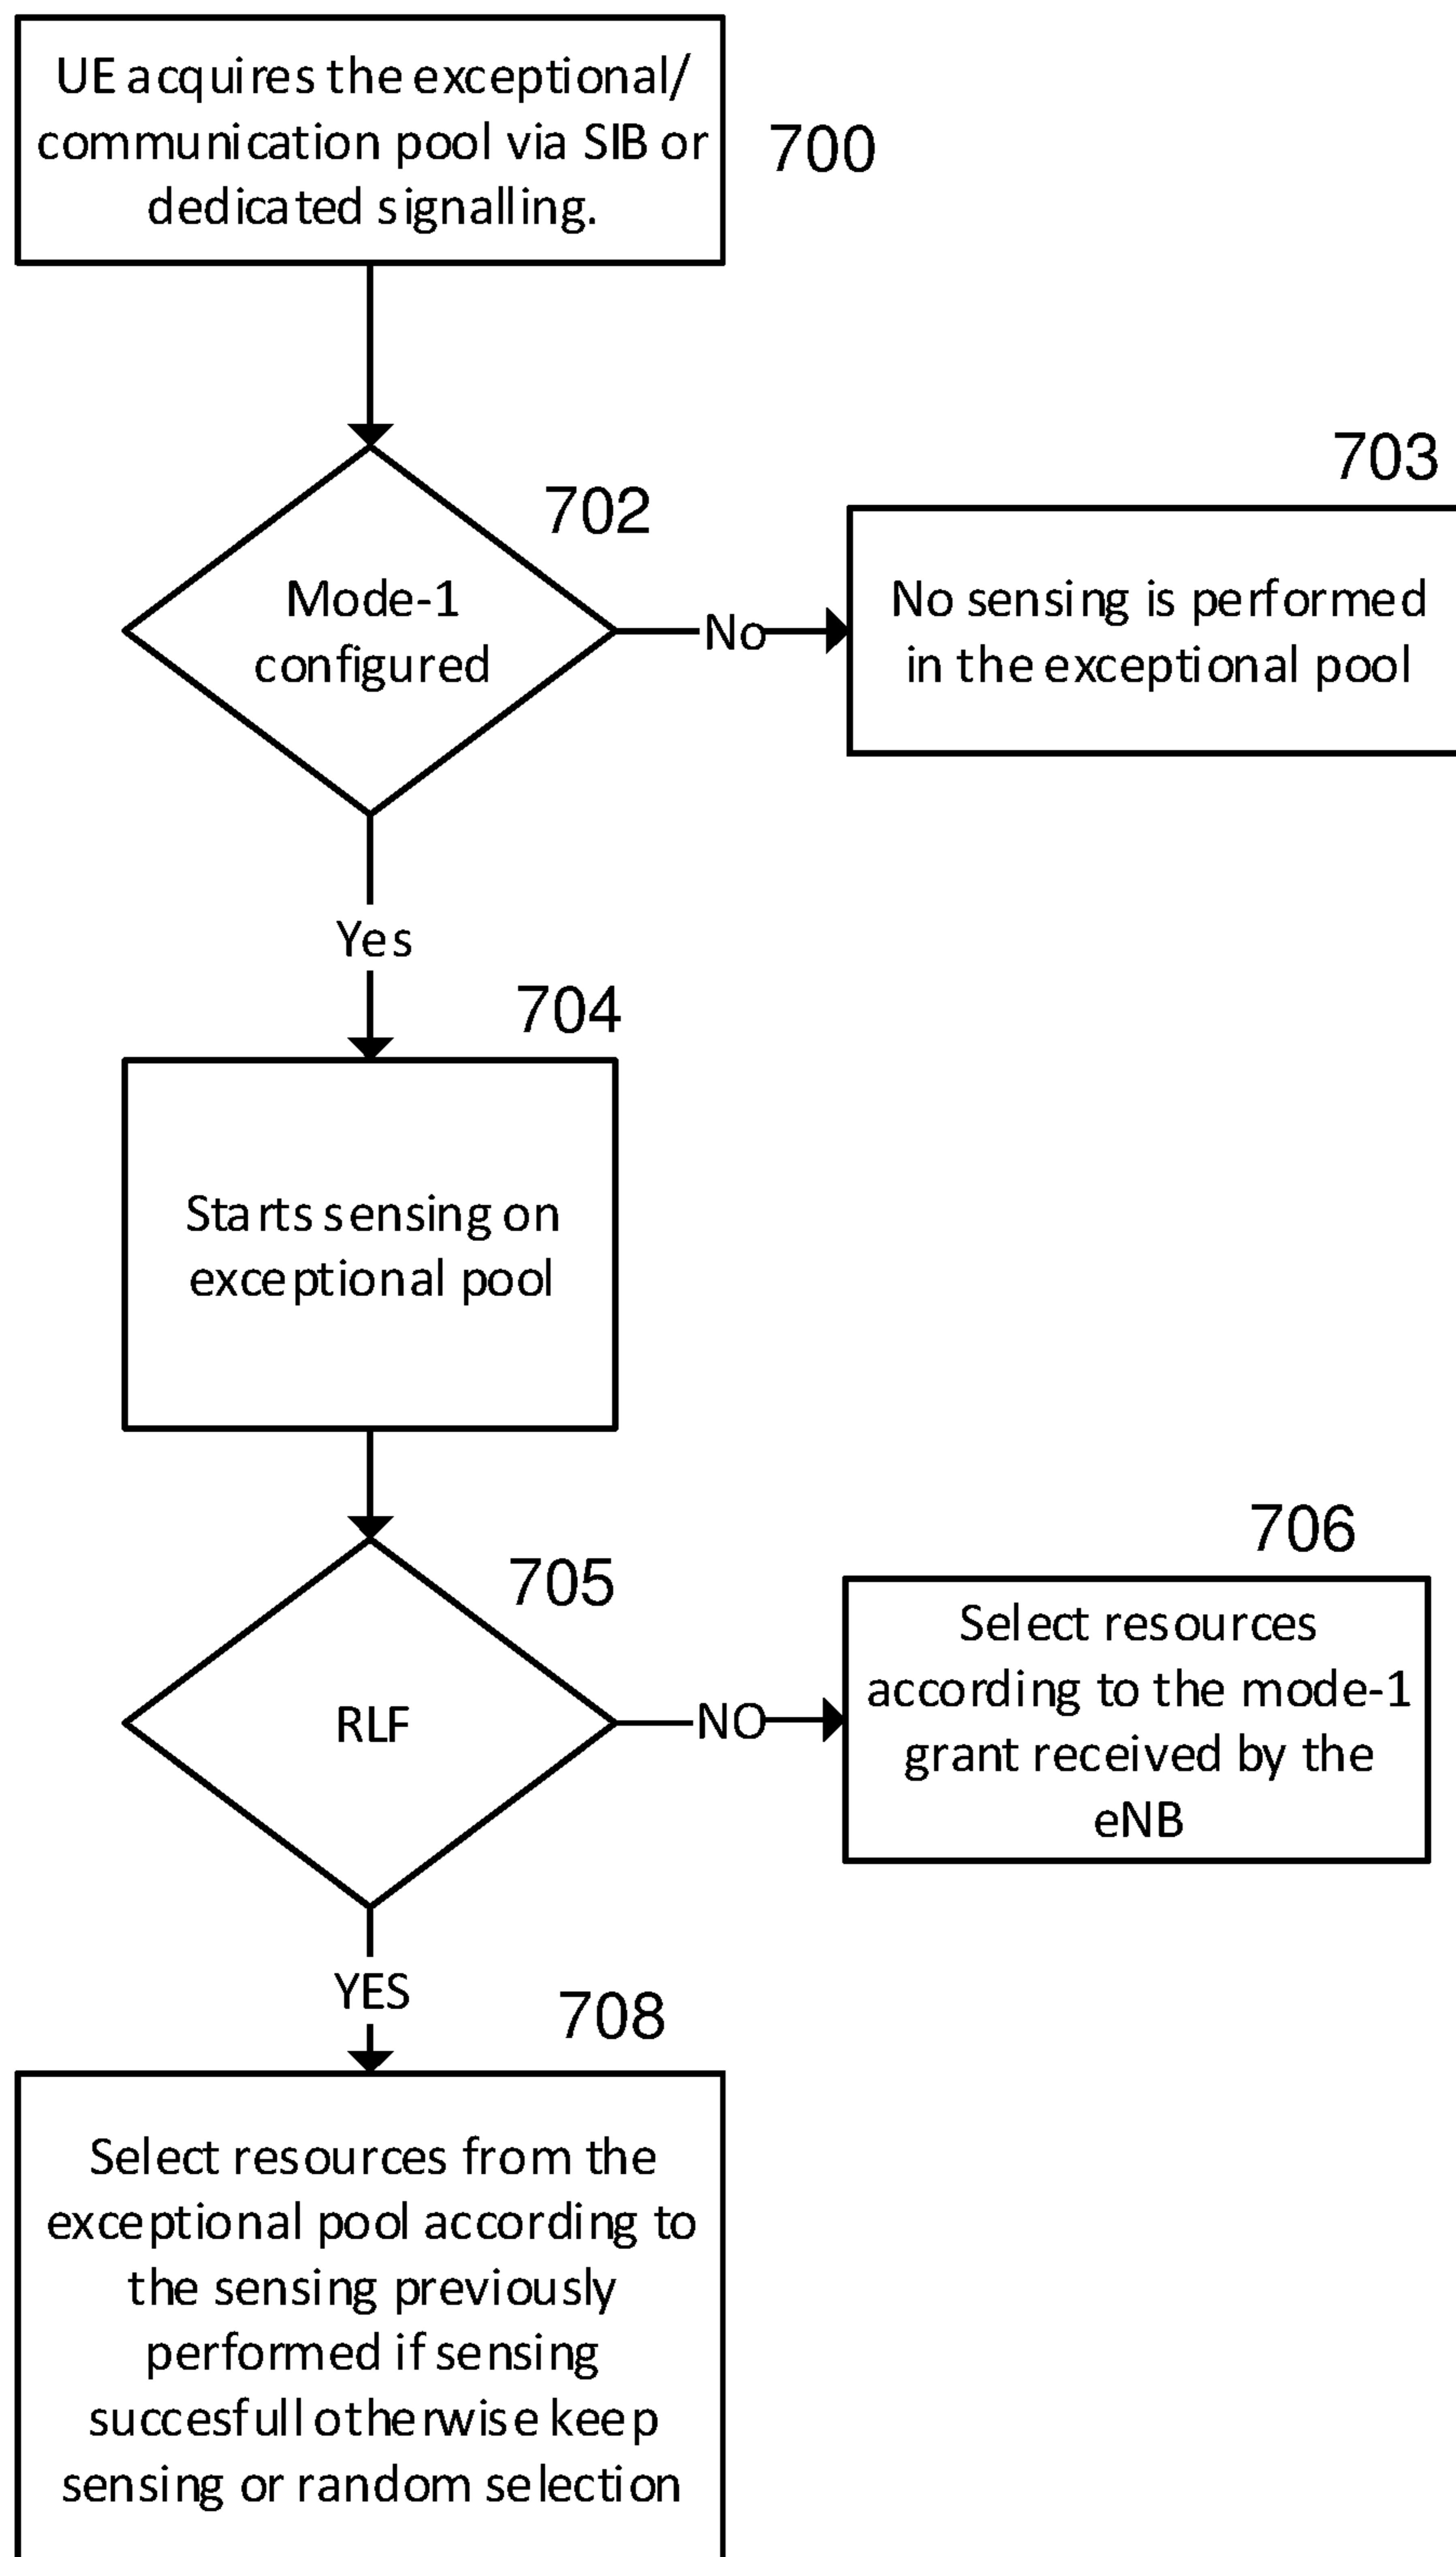 UE acquires the exceptional/
communication pool via SIB or
dedicated signalling.
700
702
Mode-1
configured
No
703
No sensing is performed
in the exceptional pool
Yes
704
Starts sensing on
exceptional pool
705
RLF
NO
706
Select resources
according to the mode-1
grant received by the
eNB
YES
708
Select resources from the
exceptional pool according to
the sensing previously
performed if sensing
succesfull otherwise keep
sensing or random selection